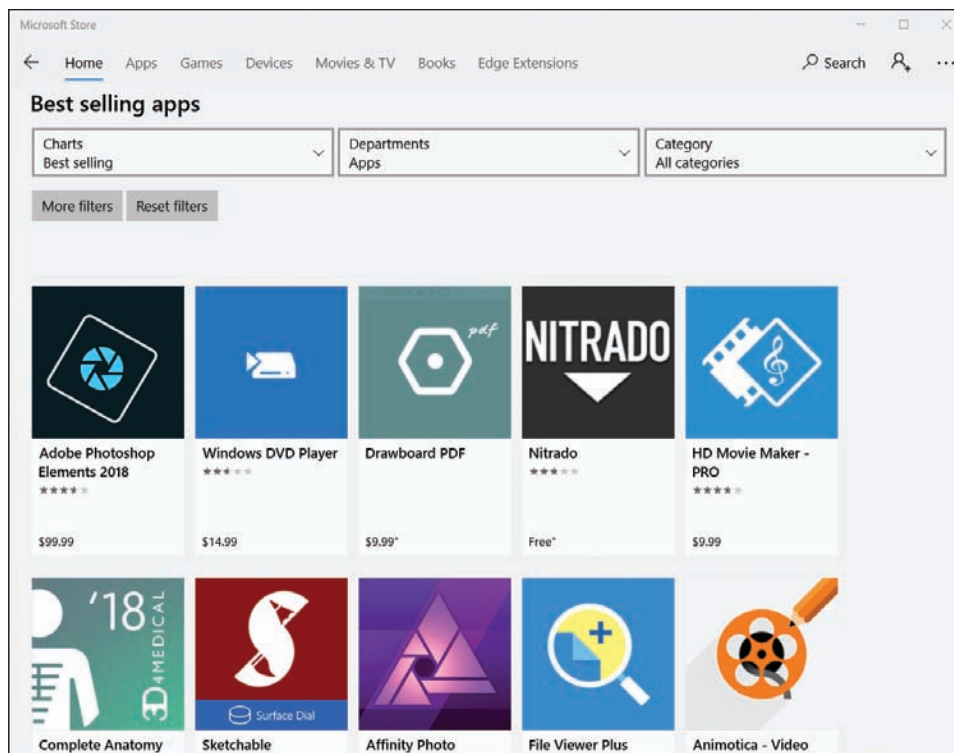 Microsoft Store
Home Apps Games Devices Movies & TV Books Edge Extensions Search
Best selling apps
Charts
Best selling
Departments
Apps
Category
All categories
More filters Reset filters
pdf
NITRADO
Adobe Photoshop
Elements 2018
$99.99
Windows DVD Player
$14.99
Drawboard PDF
$9.99*
Nitrado
Free*
HD Movie Maker -
PRO
$9.99
'18
3D4MEDICAL
Surface Dial
Complete Anatomy
Sketchable
Affinity Photo
File Viewer Plus
Animotica - Video